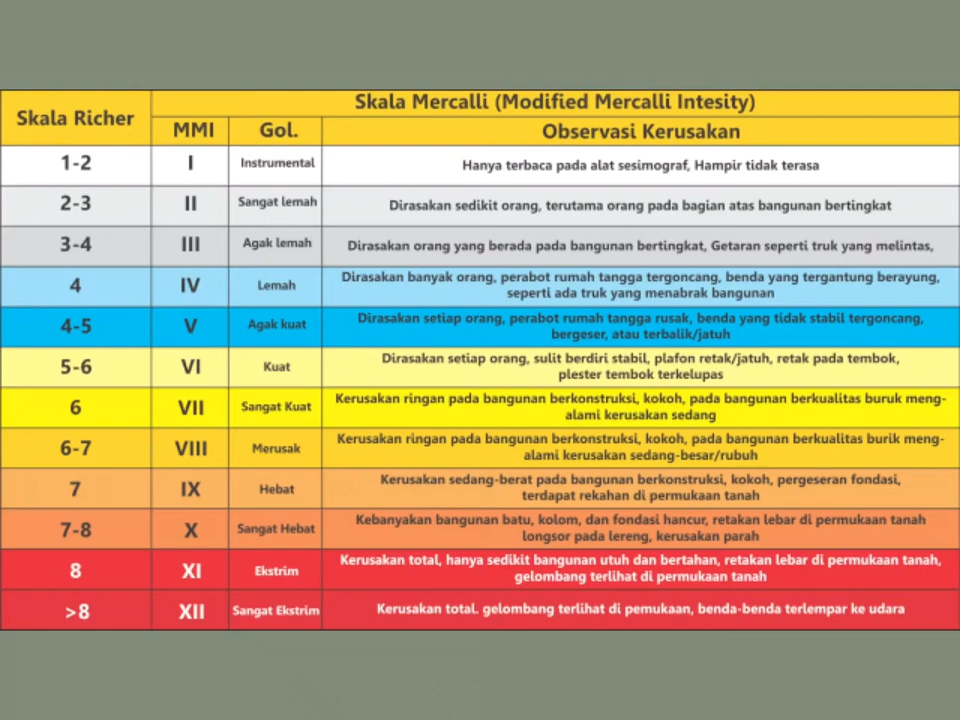 Skala Mercalli (Modified Mercalli Intesity)
Skala Richer
MMI Gol. Observasi Kerusakan
1-2 I Instrumental Hanya terbaca pada alat sesimograf, Hampir tidak terasa
2-3 II Sangat lemah Dirasakan sedikit orang, terutama orang pada bagian atas bangunan bertingkat
3-4 III Agak lemah Dirasakan orang yang berada pada bangunan bertingkat, Getaran seperti truk yang melintas,
4 IV Lemah Dirasakan banyak orang, perabot rumah tangga tergoncang, benda yang tergantung berayung,
seperti ada truk yang menabrak bangunan
4-5 V Agak kuat Dirasakan setiap orang, perabot rumah tangga rusak, benda yang tidak stabil tergoncang,
bergeser, atau terbalik/jatuh
5-6 VI Kuat Dirasakan setiap orang, sulit berdiri stabil, plafon retak/jatuh, retak pada tembok,
plester tembok terkelupas
6 VII Sangat Kuat Kerusakan ringan pada bangunan berkonstruksi, kokoh, pada bangunan berkualitas buruk meng-
alami kerusakan sedang
6-7 VIII Merusak Kerusakan ringan pada bangunan berkonstruksi, kokoh, pada bangunan berkualitas burik meng-
alami kerusakan sedang-besar/rubuh
7 IX Hebat Kerusakan sedang-berat pada bangunan berkonstruksi, kokoh, pergeseran fondasi,
terdapat rekahan di permukaan tanah
7-8 X Sangat Hebat Kebanyakan bangunan batu, kolom, dan fondasi hancur, retakan lebar di permukaan tanah
longsor pada lereng, kerusakan parah
8 XI Ekstrim Kerusakan total, hanya sedikit bangunan utuh dan bertahan, retakan lebar di permukaan tanah,
gelombang terlihat di permukaan tanah
>8 XII Sangat Ekstrim Kerusakan total. gelombang terlihat di pemukaan, benda-benda terlempar ke udara